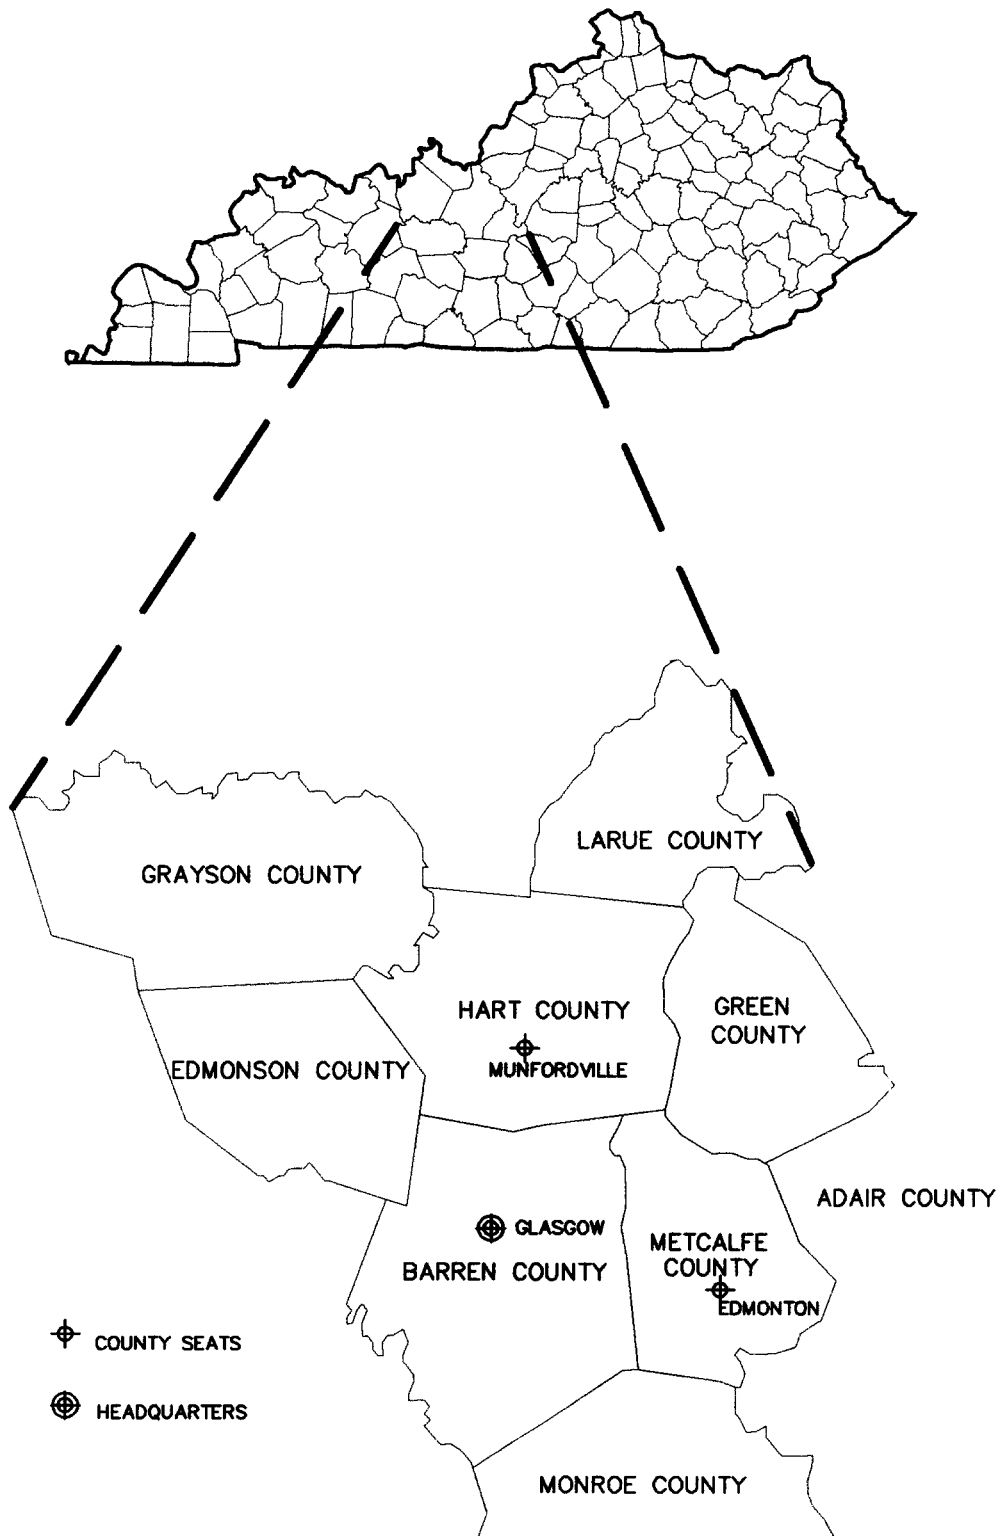 LARUE COUNTY
GRAYSON COUNTY
HART COUNTY
MUNFORDVILLE
GREEN
COUNTY
EDMONSON COUNTY
ADAIR COUNTY
GLASGOW
BARREN COUNTY
METCALFE
COUNTY
EDMONTON
COUNTY SEATS
HEADQUARTERS
MONROE COUNTY